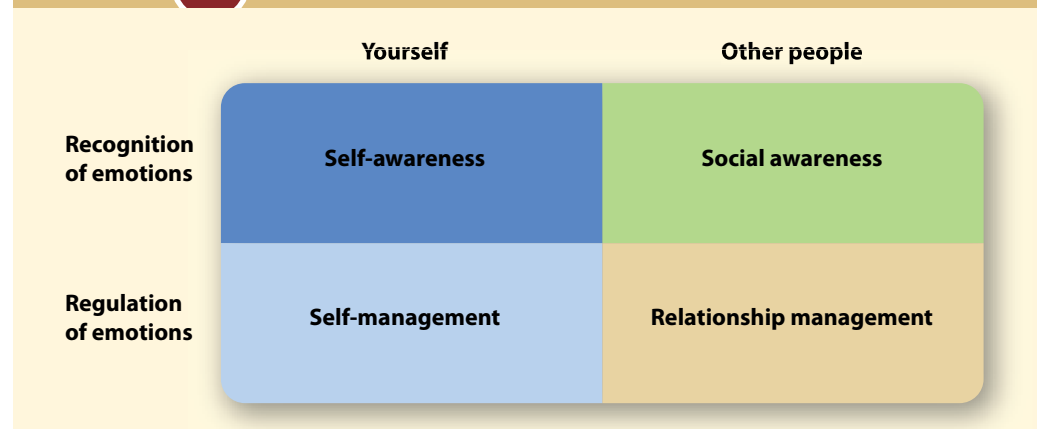 Yourself Other people
Recognition
of emotions
Self-awareness Social awareness
Regulation
of emotions
Self-management Relationship management